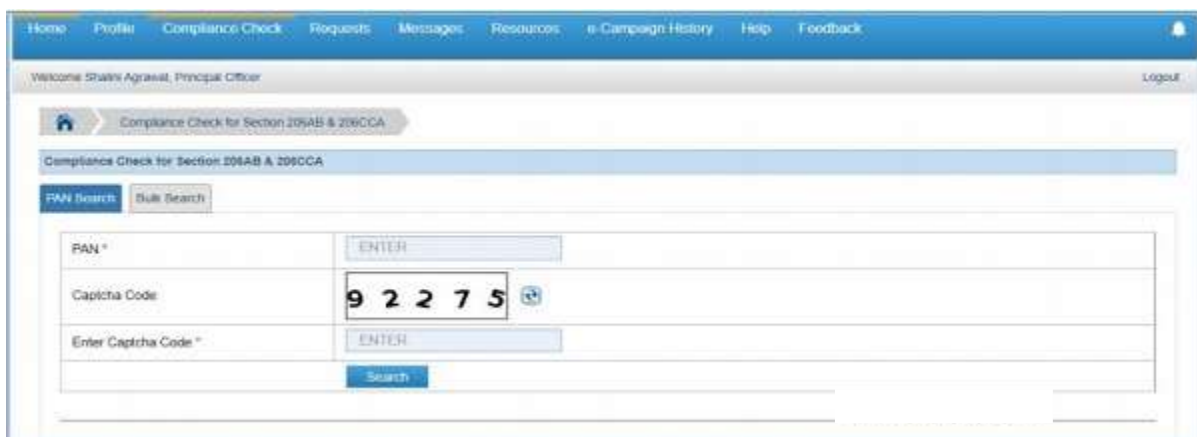 Home Profile Compliance Check Requests Messages Resources e-Campaign History Help Feedback
Welcome Shalini Agrawal, Principal Officer Logout
Compliance Check for Section 206AB & 206CCA
Compliance Check for Section 206AB & 206CCA
PAN Search Bulk Search
PAN * ENTER
Captcha Code 9 2 2 7 5
Enter Captcha Code * ENTER
Search